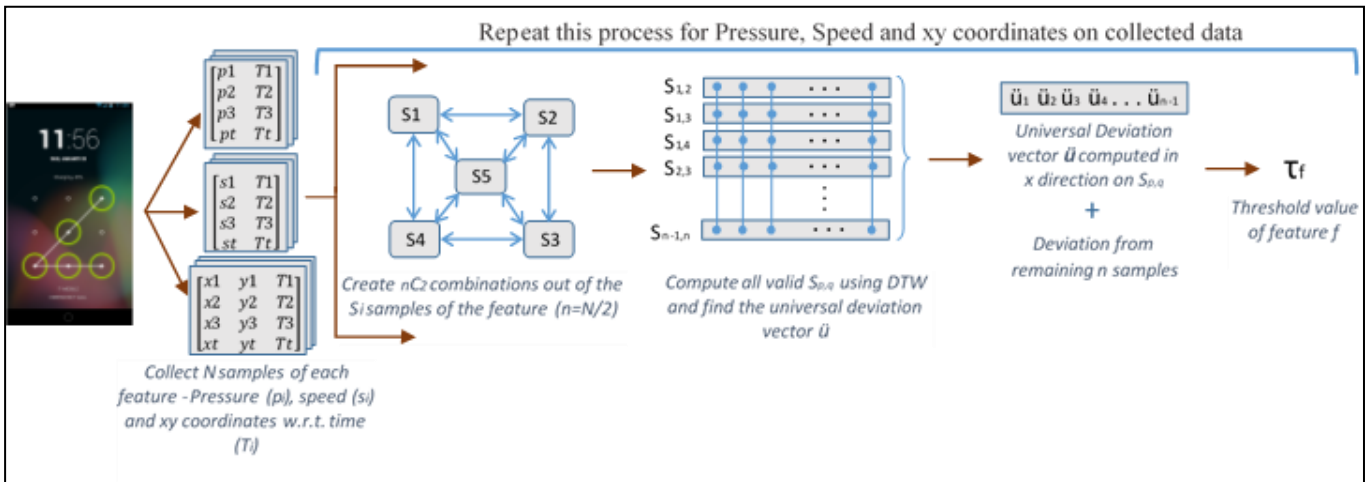 Repeat this process for Pressure, Speed and xy coordinates on collected data
11:56
p1 T1
p2 T2
p3 T3
pt Tt
s1 T1
s2 T2
s3 T3
st Tt
x1 y1 T1
x2 y2 T2
x3 y3 T3
xt yt Tt
Collect N samples of each
feature - Pressure (pi), speed (si)
and xy coordinates w.r.t. time
(Ti)
S1 S2
S5
S4 S3
Create nC2 combinations out of the
Si samples of the feature (n=N/2)
S1,2 . . .
S1,3 . . .
S1,4 . . .
S2,3 . . .
Sn-1,n . . .
Compute all valid Sp,q using DTW
and find the universal deviation
vector ü
ü1 ü2 ü3 ü4 . . . ün-1
Universal Deviation
vector ü computed in
x direction on Sp,q
+
Deviation from
remaining n samples
τf
Threshold value
of feature f